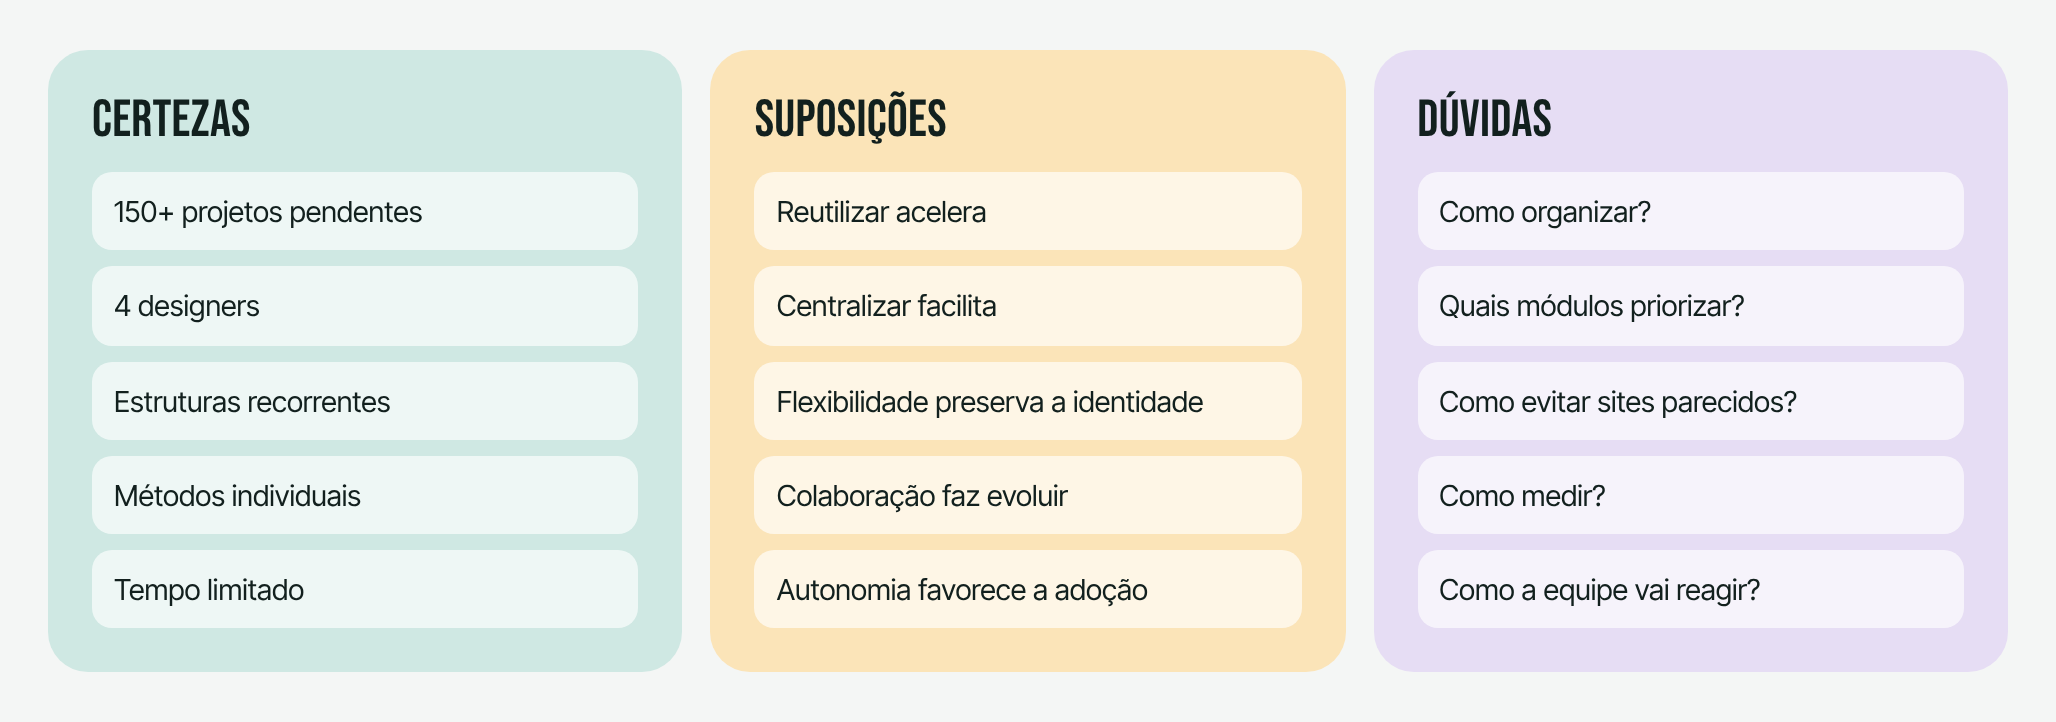 CERTEZAS
150+ projetos pendentes
4 designers
Estruturas recorrentes
Métodos individuais
Tempo limitado
SUPOSIÇÕES
Reutilizar acelera
Centralizar facilita
Flexibilidade preserva a identidade
Colaboração faz evoluir
Autonomia favorece a adoção
DÚVIDAS
Como organizar?
Quais módulos priorizar?
Como evitar sites parecidos?
Como medir?
Como a equipe vai reagir?